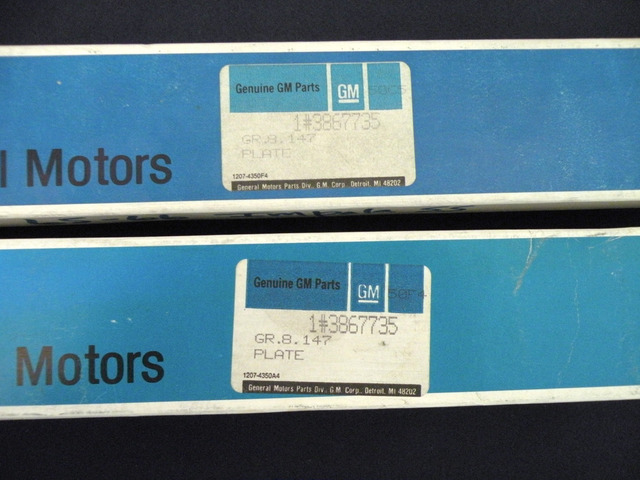 Genuine GM Parts GM
1#3867735
GR.8.147
PLATE
1207-4350F4
General Motors Parts Div., G.M. Corp., Detroit, MI 48202
l Motors
Genuine GM Parts GM 50F4
1#3867735
GR.8.147
PLATE
1207-4350A4
General Motors Parts Div., G.M. Corp., Detroit, MI 48202
Motors